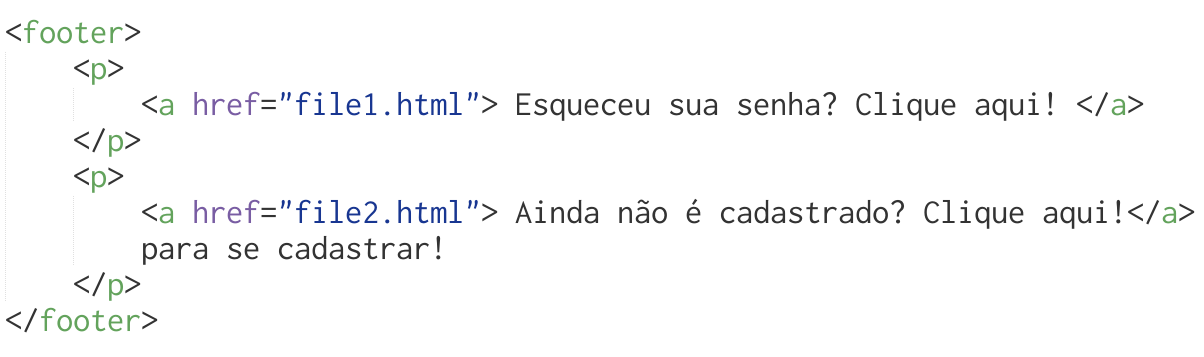 <footer>
<p>
<a href="file1.html"> Esqueceu sua senha? Clique aqui! </a>
</p>
<p>
<a href="file2.html"> Ainda não é cadastrado? Clique aqui!</a>
para se cadastrar!
</p>
</footer>